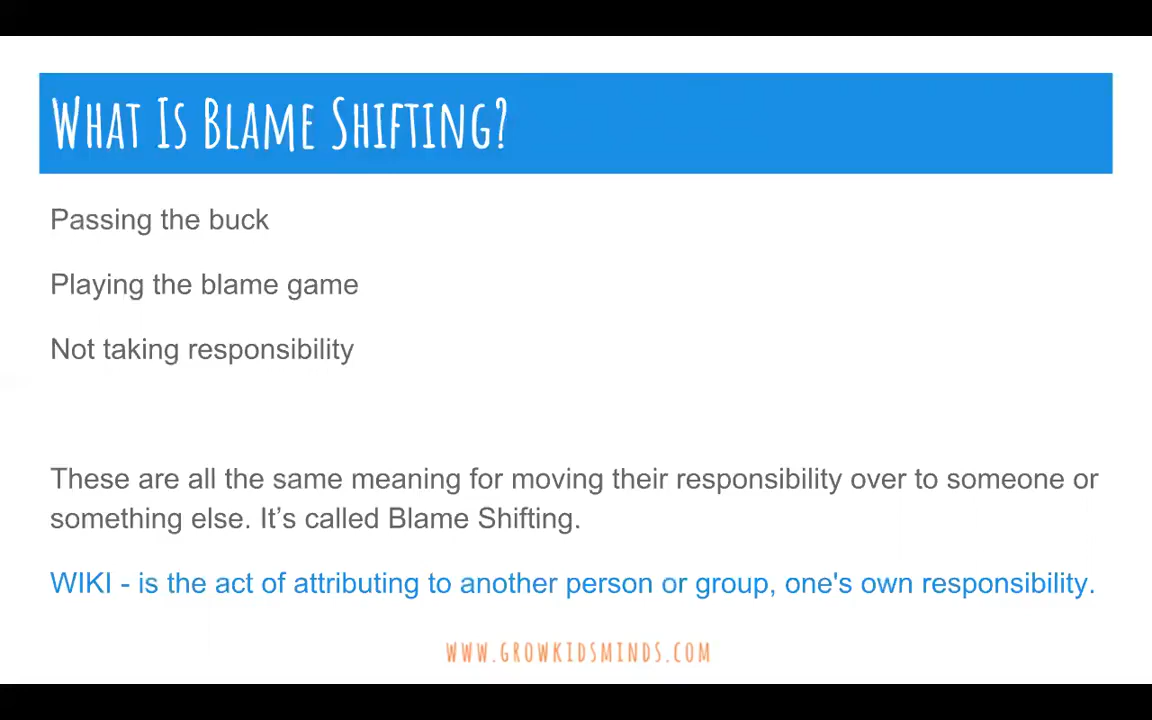 What Is Blame Shifting?
Passing the buck
Playing the blame game
Not taking responsibility
These are all the same meaning for moving their responsibility over to someone or
something else. It’s called Blame Shifting.
WIKI - is the act of attributing to another person or group, one's own responsibility.
WWW.GROWKIDSMINDS.COM